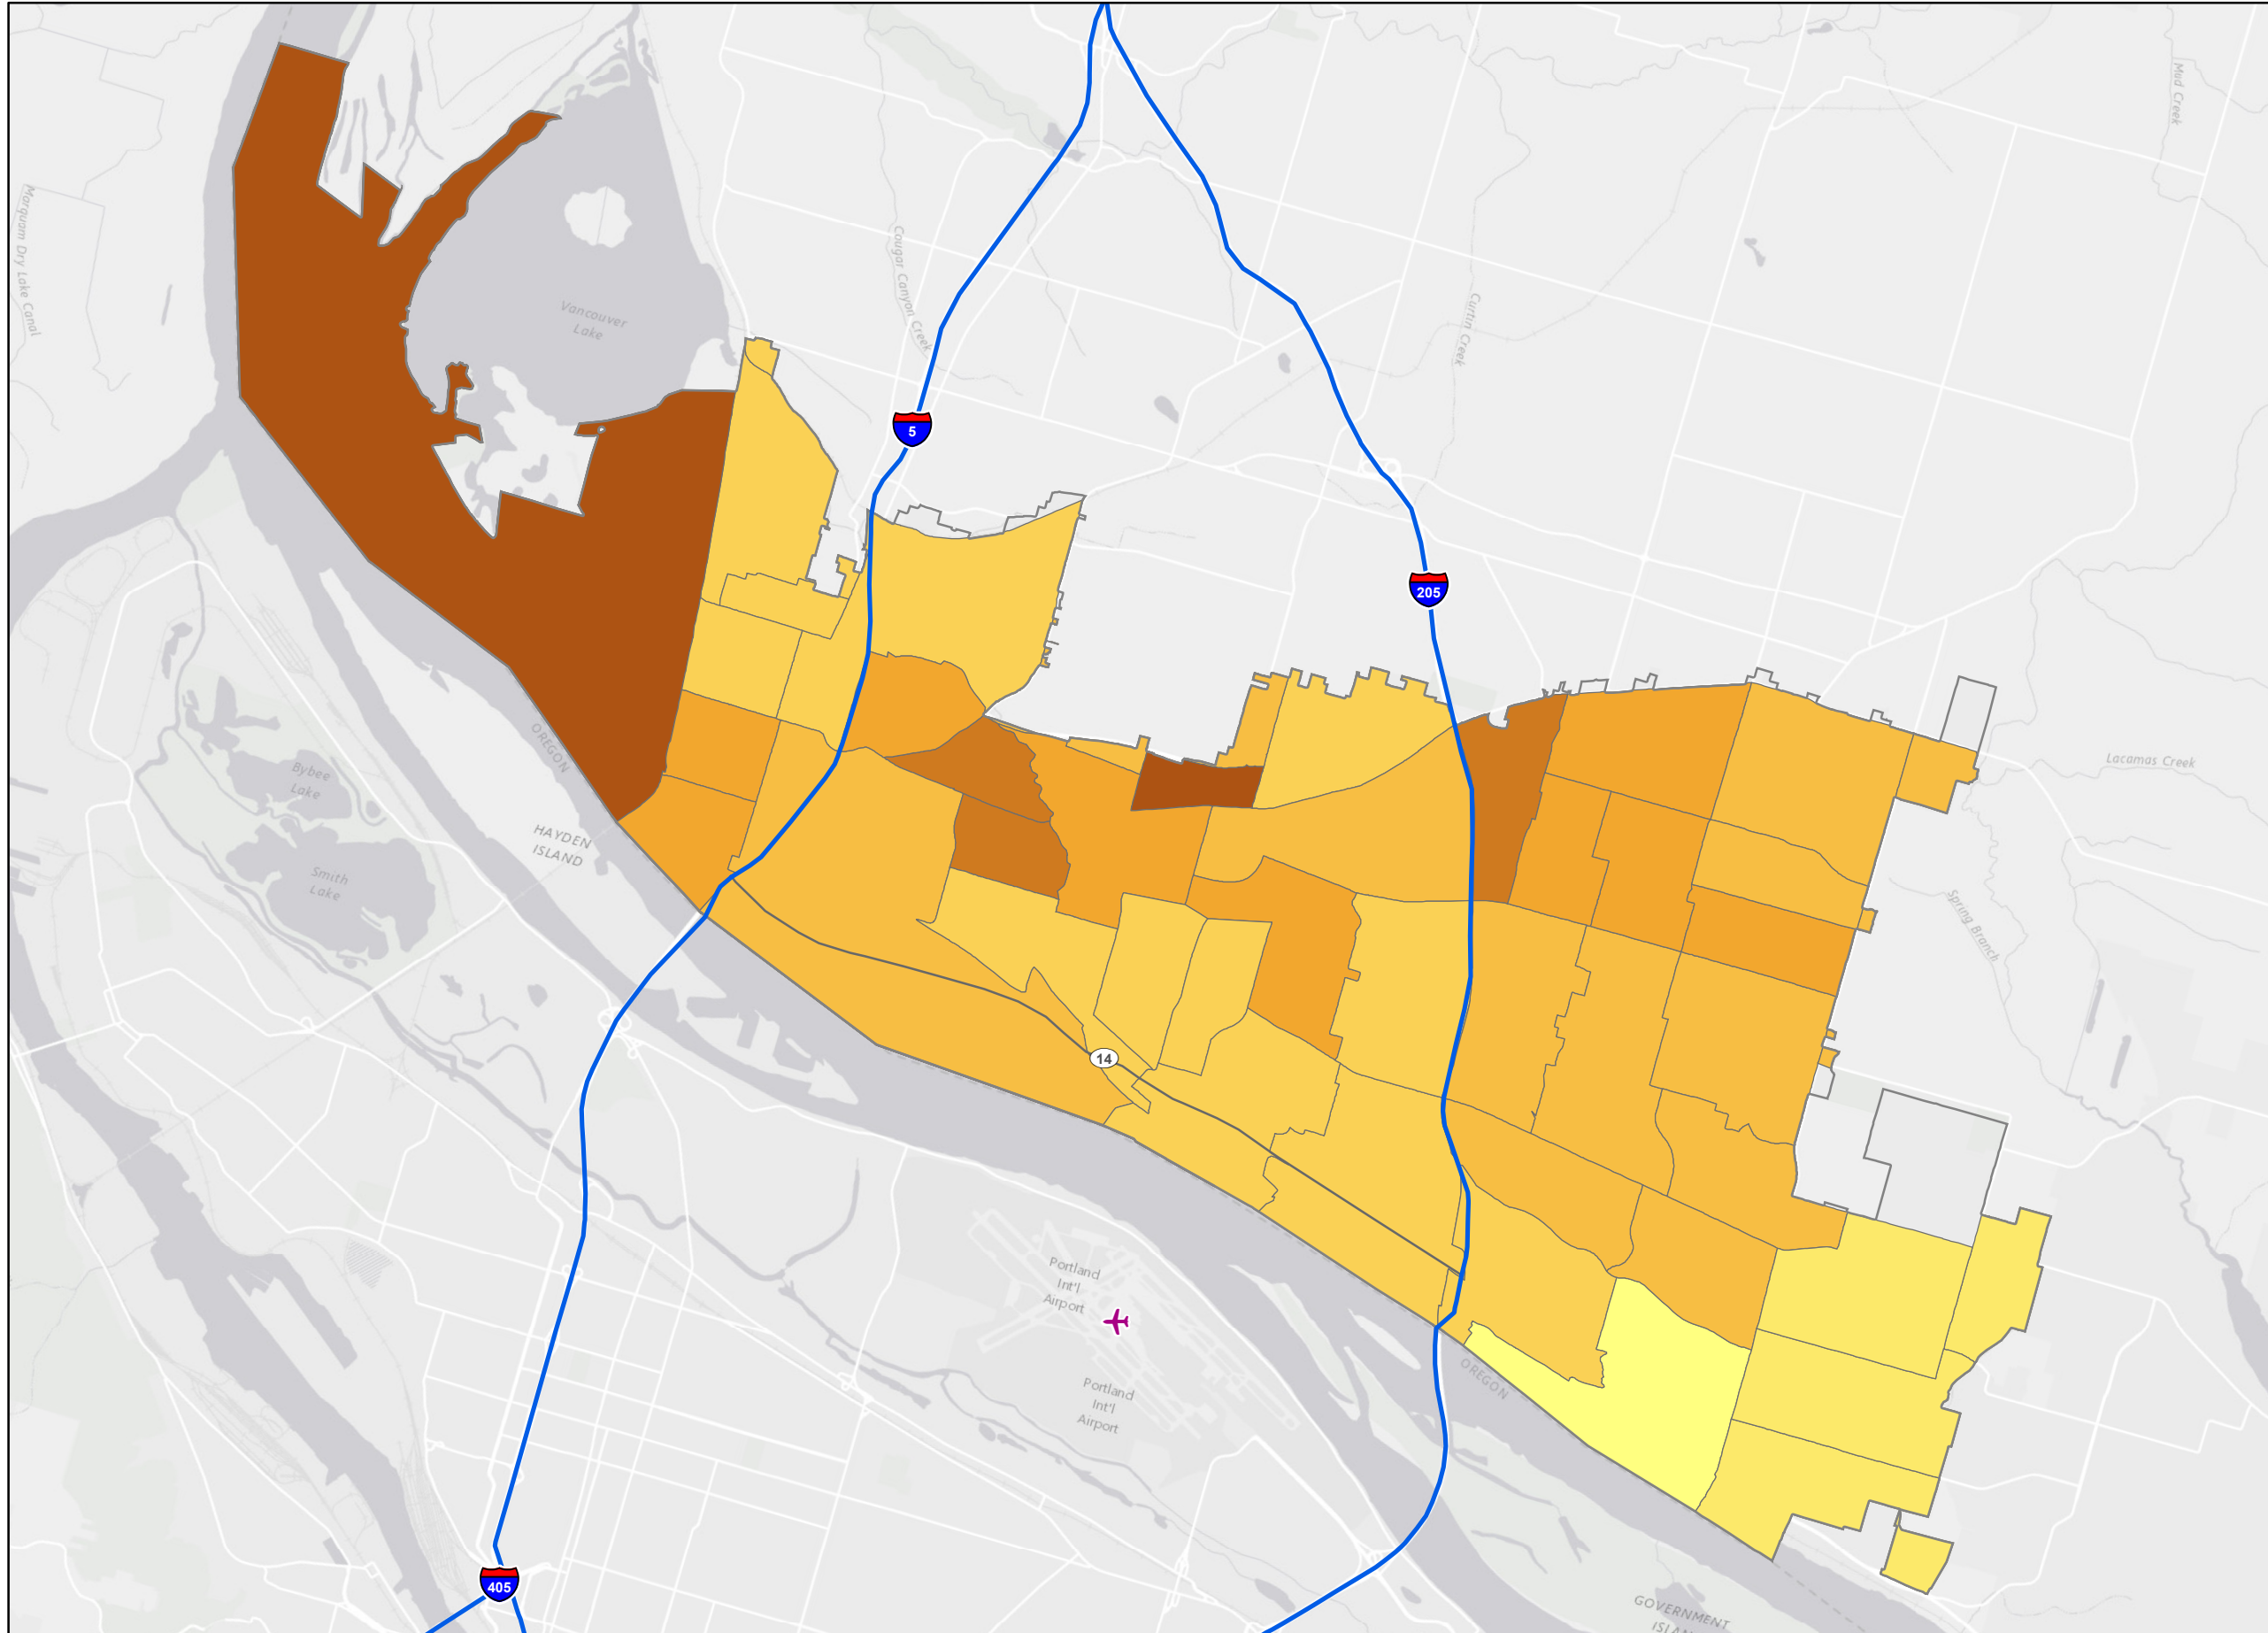 Mud Creek
Marquam Dry Lake Canal
Cougar Canyon Creek
Vancouver
Lake
Curtin Creek
5
205
OREGON
Lacamas Creek
Bybee
Lake
HAYDEN
ISLAND
Smith
Lake
Spring Branch
14
Portland
Int'l
Airport
Portland
Int'l
Airport
OREGON
405
GOVERNMENT